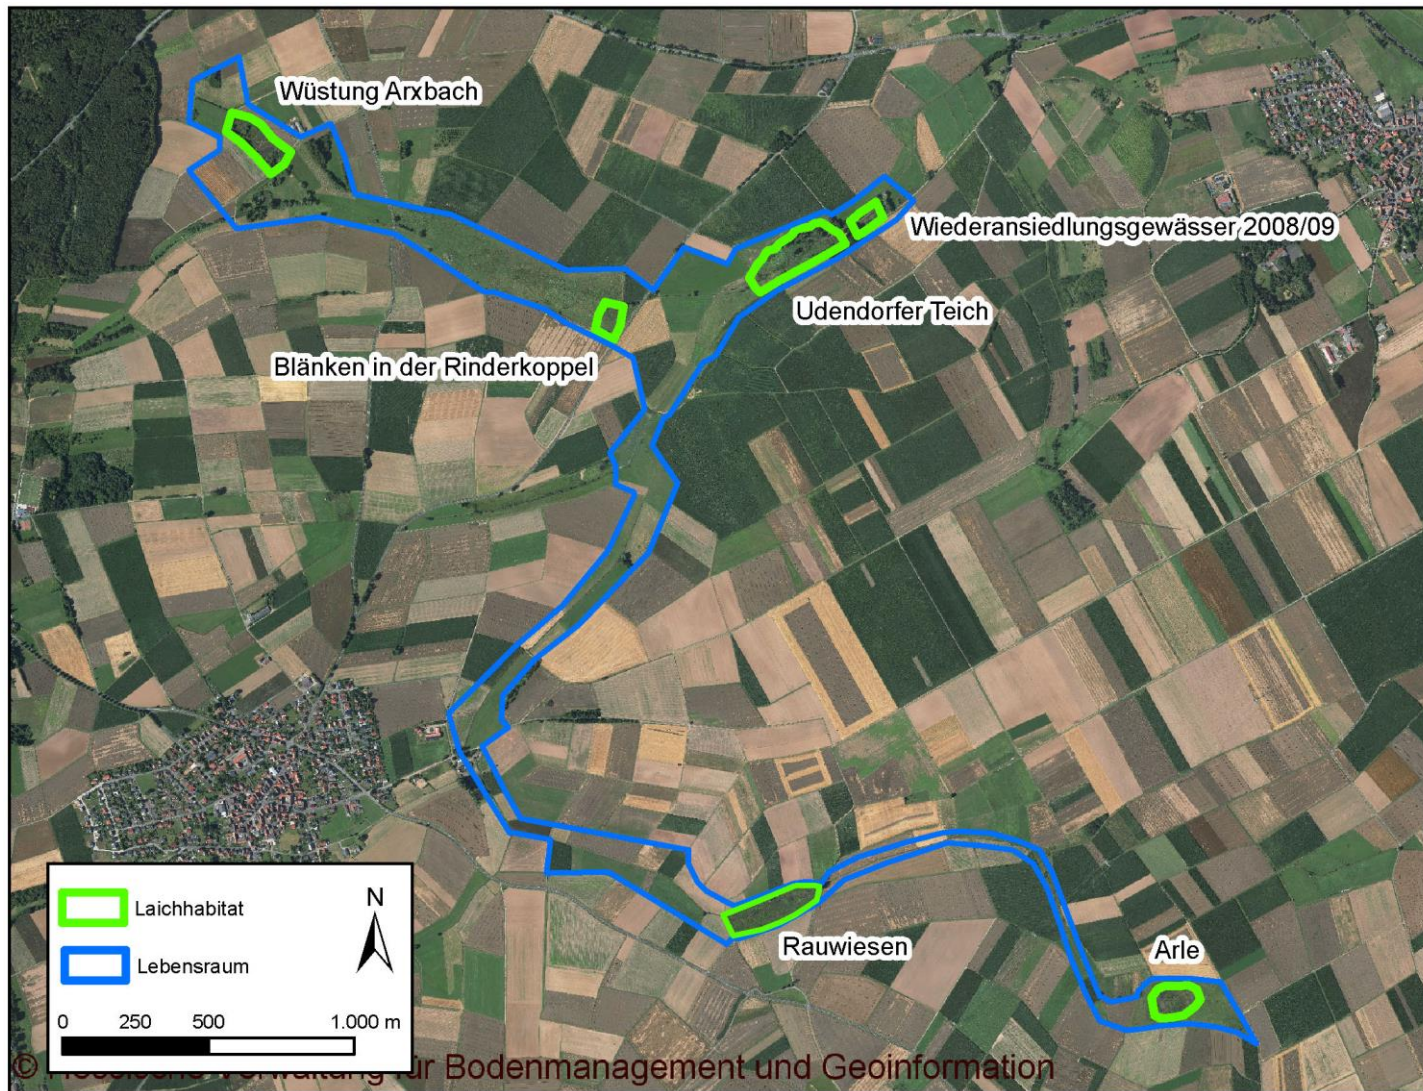 Wüstung Arxbach
Wiederansiedlungsgewässer 2008/09
Udendorfer Teich
Blänken in der Rinderkoppel
Rauwiesen
Arle
Laichhabitat
Lebensraum
N
0 250 500 1.000 m
© Verwaltung für Bodenmanagement und Geoinformation